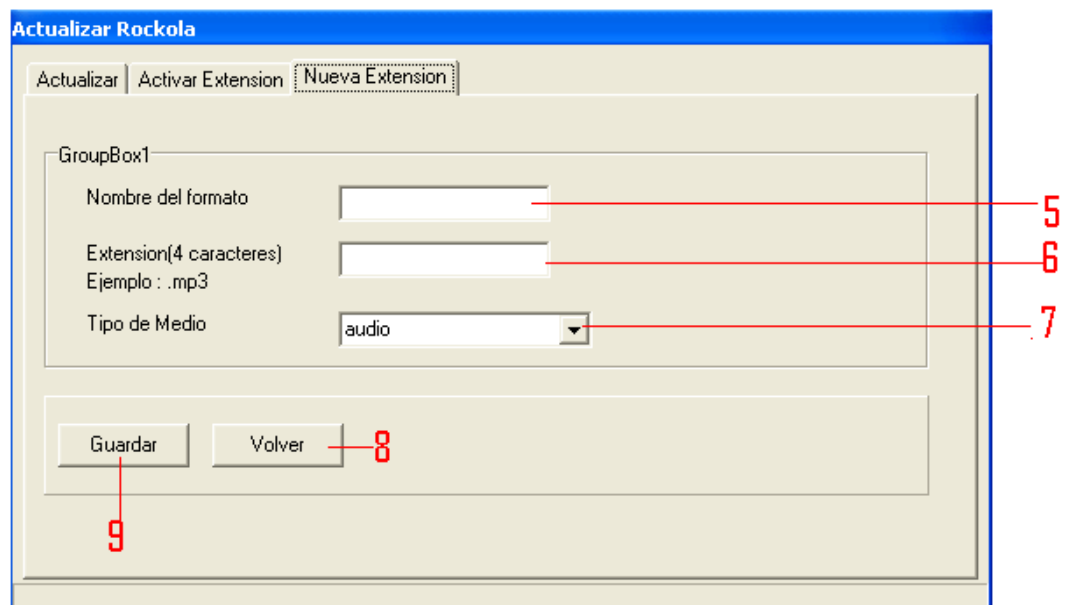 Actualizar Rockola
Actualizar Activar Extension Nueva Extension
GroupBox1
Nombre del formato
5
Extension(4 caracteres)
6
Ejemplo : .mp3
Tipo de Medio audio
7
Guardar Volver 8
9